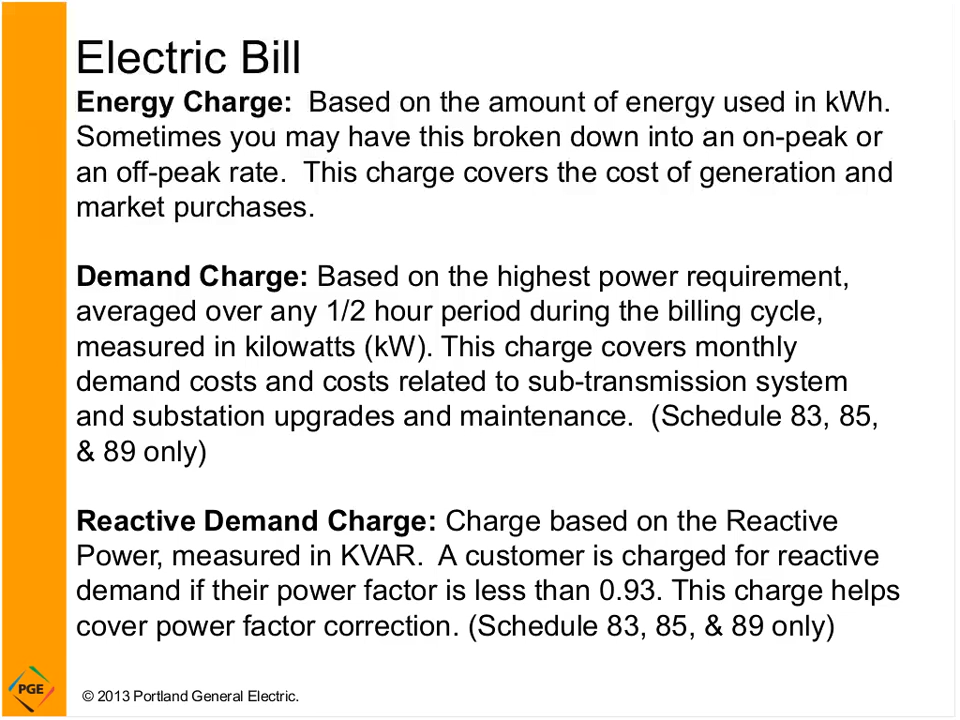 Electric Bill
Energy Charge:  Based on the amount of energy used in kWh.
Sometimes you may have this broken down into an on-peak or
an off-peak rate.  This charge covers the cost of generation and
market purchases.
Demand Charge: Based on the highest power requirement,
averaged over any 1/2 hour period during the billing cycle,
measured in kilowatts (kW). This charge covers monthly
demand costs and costs related to sub-transmission system
and substation upgrades and maintenance.  (Schedule 83, 85,
& 89 only)
Reactive Demand Charge: Charge based on the Reactive
Power, measured in KVAR.  A customer is charged for reactive
demand if their power factor is less than 0.93. This charge helps
cover power factor correction. (Schedule 83, 85, & 89 only)
PGE
© 2013 Portland General Electric.